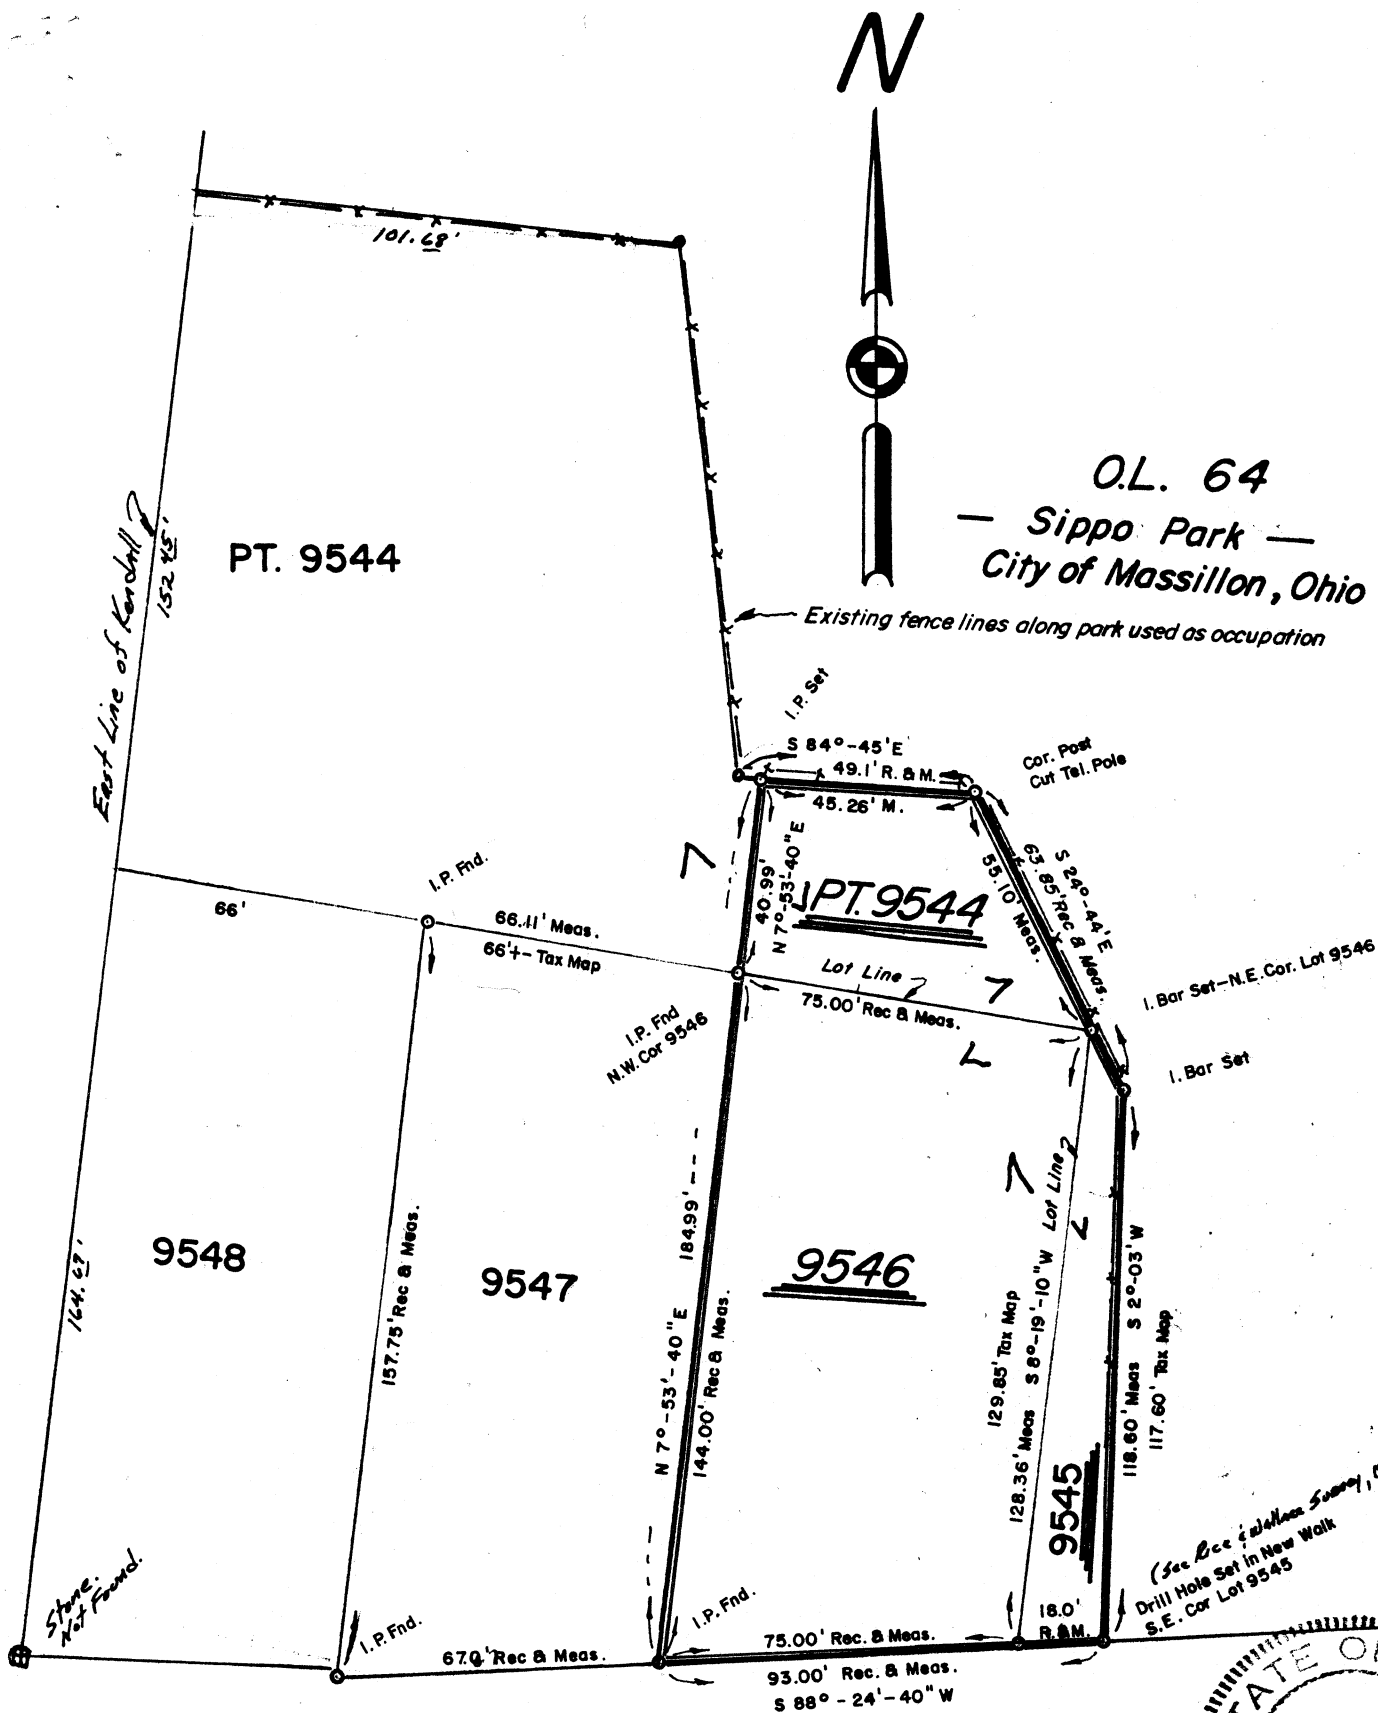 N
101.68'
O.L. 64
— Sippo Park —
City of Massillon, Ohio
East Line of Kendall
152.45'
PT. 9544
Existing fence lines along park used as occupation
I.P. Set
S 84°-45' E
49.1' R. & M.
45.26' M.
Cor. Post
Cut Tel. Pole
40.99'
N 7°-53'-40" E
PT. 9544
55.10' Meas.
63.85' Rec & Meas.
S 24°-44' E
I.P. Fnd.
66'
66.11' Meas.
66'+- Tax Map
Lot Line
75.00' Rec & Meas.
I. Bar Set-N.E. Cor. Lot 9546
I.P. Fnd
N.W. Cor 9546
I. Bar Set
184.99'
Lot Line
164.67'
9548
157.75' Rec & Meas.
9547
N 7°-53'-40" E
144.00' Rec & Meas.
9546
129.85' Tax Map
128.36' Meas S 8°-19'-10" W
118.60' Meas S 2°-03' W
117.60' Tax Map
9545
Stone.
Not Found.
I.P. Fnd.
67.0' Rec & Meas.
I.P. Fnd.
75.00' Rec. & Meas.
18.0'
R. & M.
93.00' Rec. & Meas.
S 88°-24'-40" W
(See Rice & Wallace Survey,
Drill Hole Set in New Walk
S.E. Cor Lot 9545
STATE OF